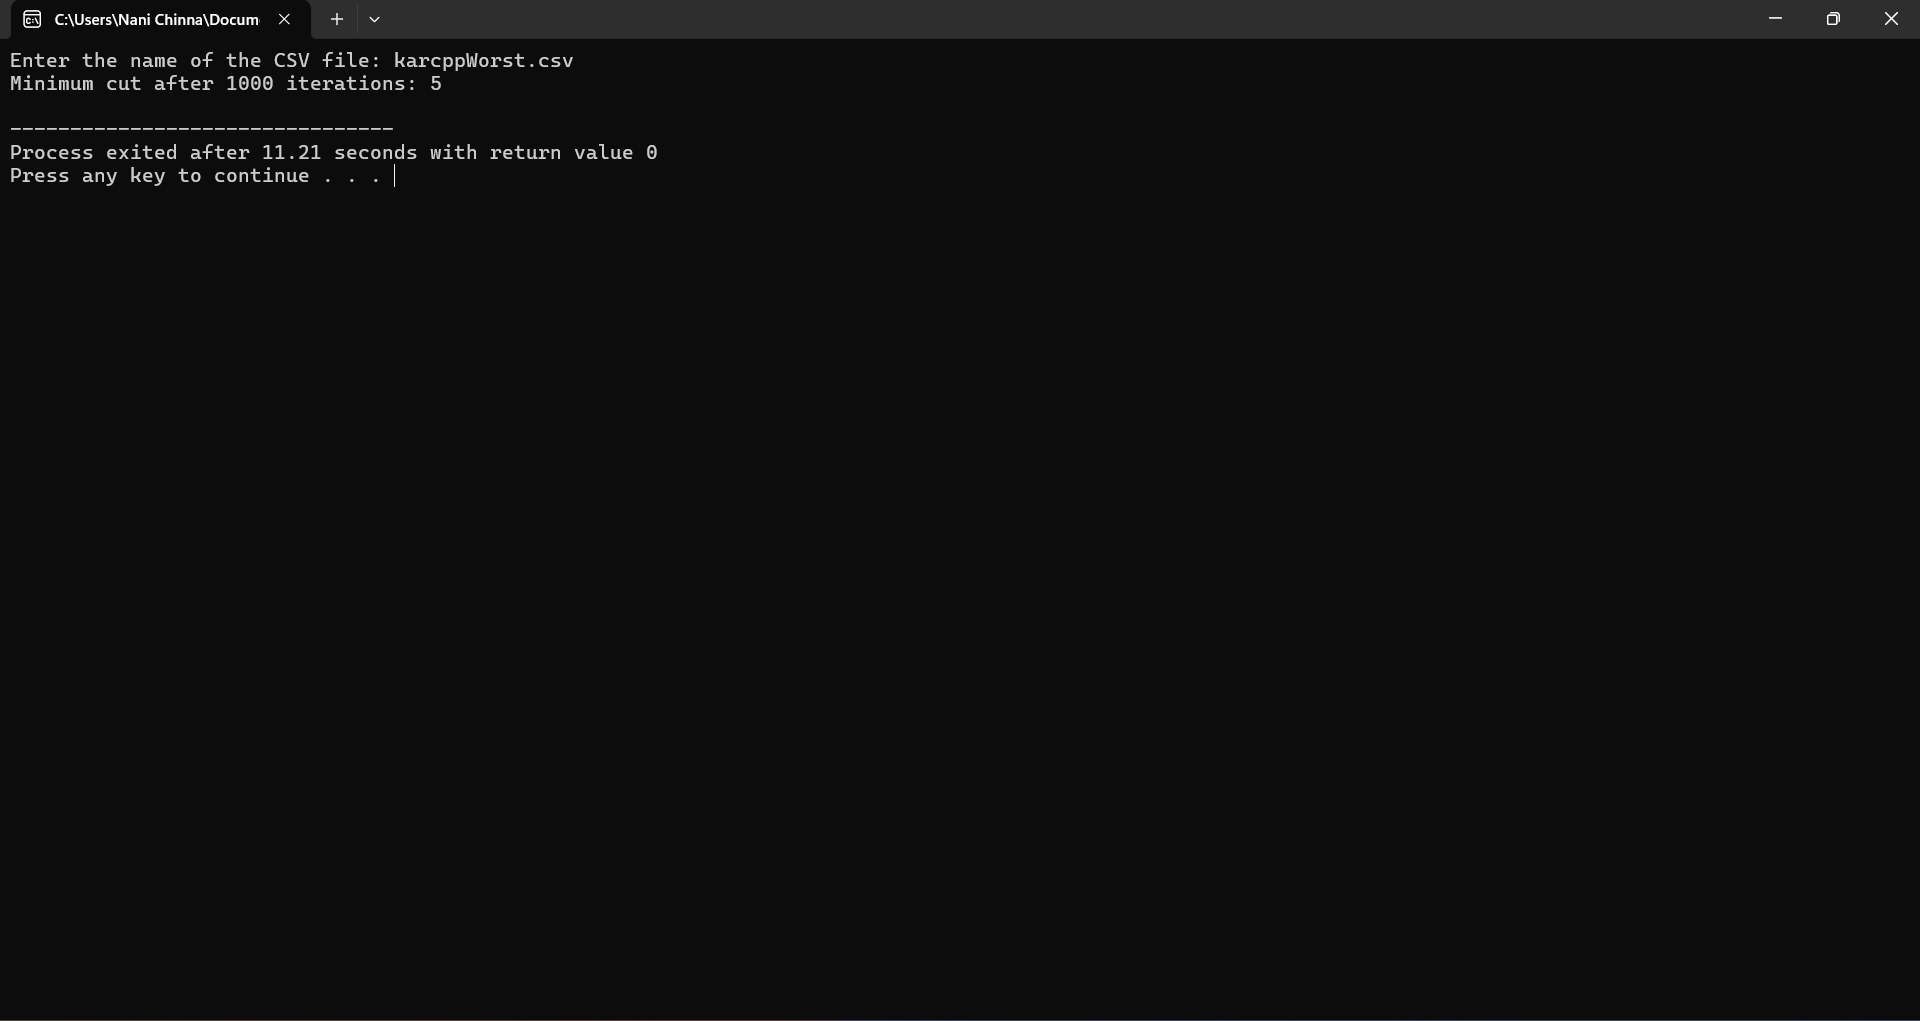 C:\Users\Nani Chinna\Docum
Enter the name of the CSV file: karcppWorst.csv
Minimum cut after 1000 iterations: 5
--------------------------------
Process exited after 11.21 seconds with return value 0
Press any key to continue . . .